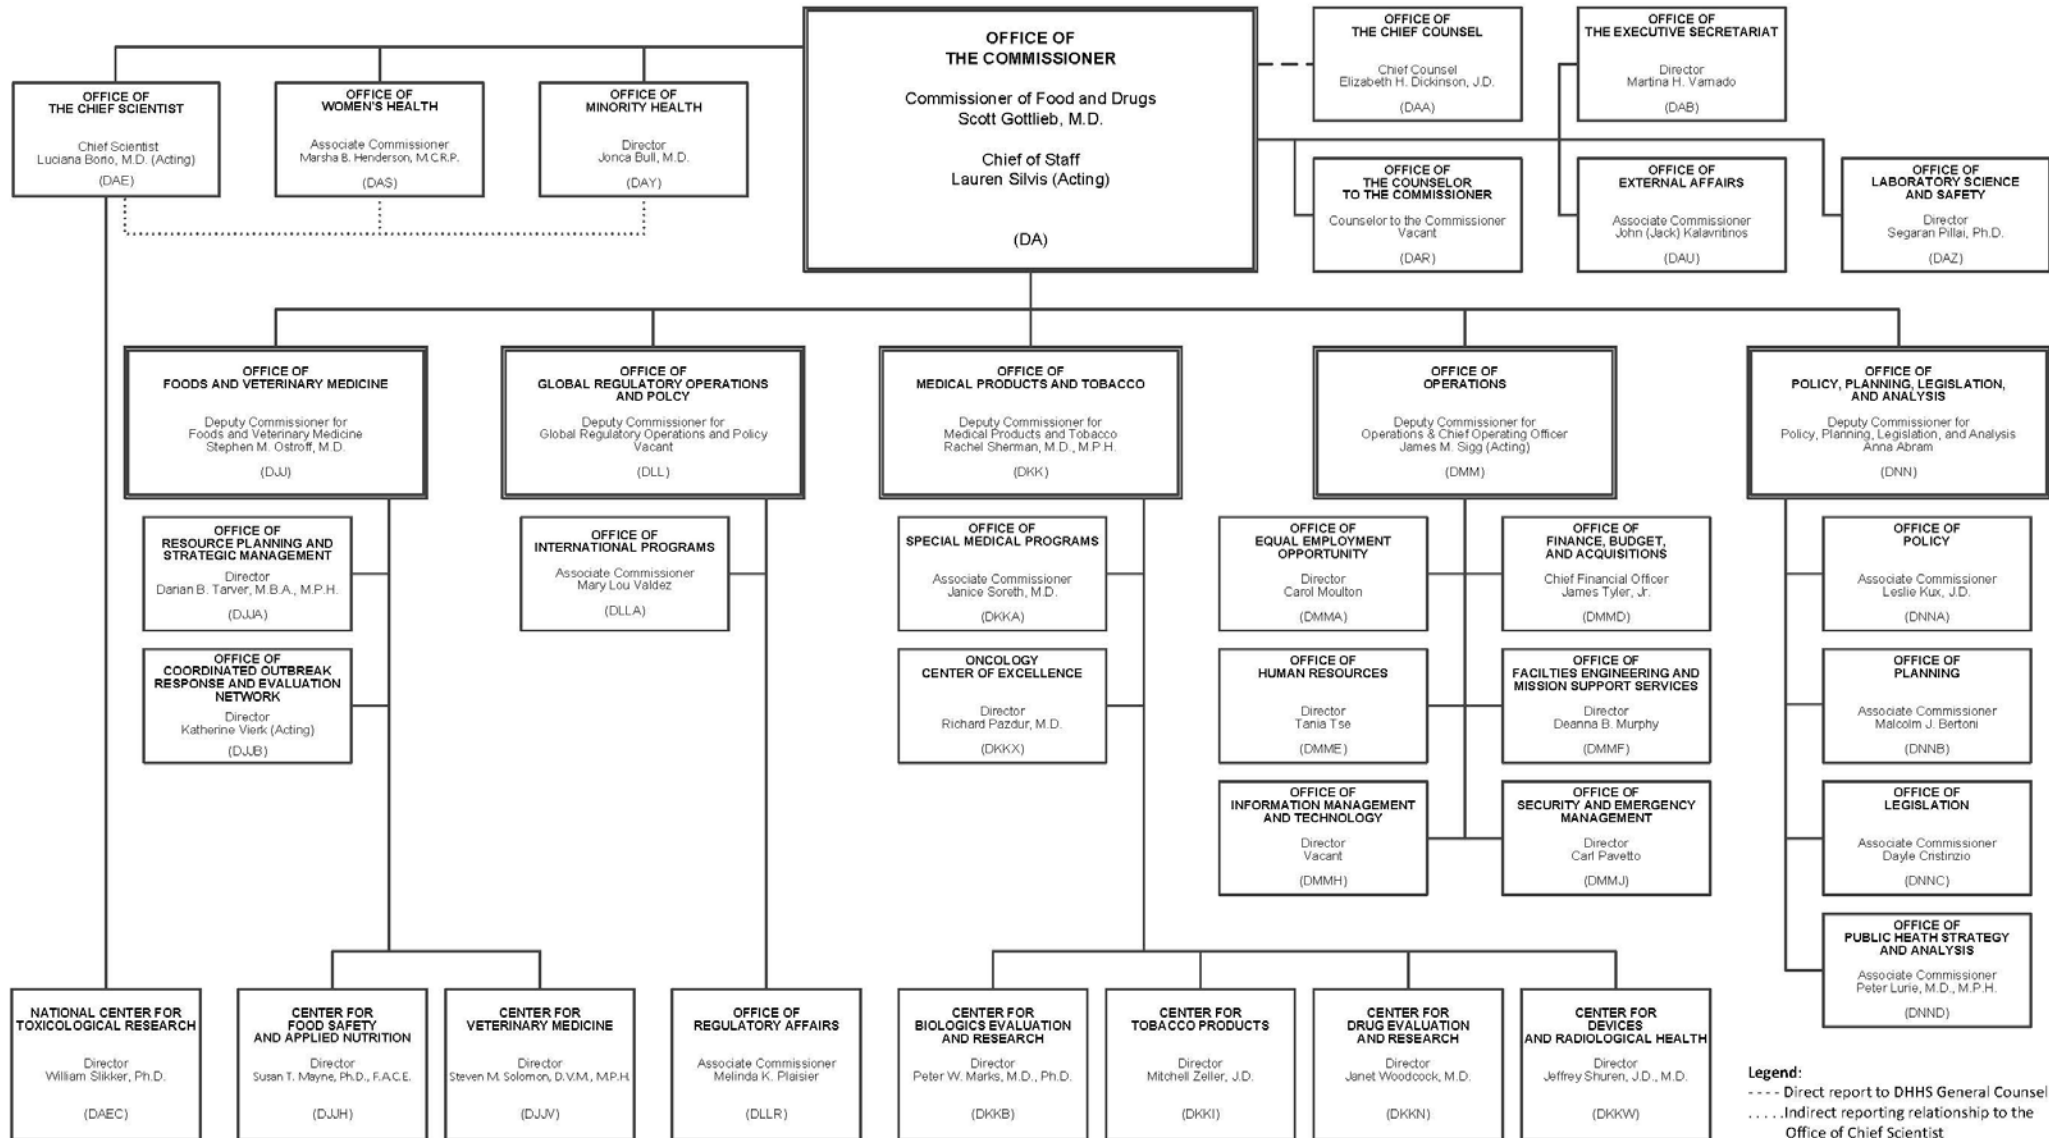 OFFICE OF
THE COMMISSIONER
Commissioner of Food and Drugs
Scott Gottlieb, M.D.
Chief of Staff
Lauren Silvis (Acting)
(DA)
OFFICE OF
THE CHIEF COUNSEL
Chief Counsel
Elizabeth H. Dickinson, J.D.
(DAA)
OFFICE OF
THE EXECUTIVE SECRETARIAT
Director
Martina H. Varnado
(DAB)
OFFICE OF
THE CHIEF SCIENTIST
Chief Scientist
Luciana Borio, M.D. (Acting)
(DAE)
OFFICE OF
WOMEN'S HEALTH
Associate Commissioner
Marsha B. Henderson, M.C.R.P.
(DAS)
OFFICE OF
MINORITY HEALTH
Director
Jonca Bull, M.D.
(DAY)
OFFICE OF
THE COUNSELOR
TO THE COMMISSIONER
Counselor to the Commissioner
Vacant
(DAR)
OFFICE OF
EXTERNAL AFFAIRS
Associate Commissioner
John (Jack) Kalavritinos
(DAU)
OFFICE OF
LABORATORY SCIENCE
AND SAFETY
Director
Segaran Pillai, Ph.D.
(DAZ)
OFFICE OF
FOODS AND VETERINARY MEDICINE
Deputy Commissioner for
Foods and Veterinary Medicine
Stephen M. Ostroff, M.D.
(DJJ)
OFFICE OF
GLOBAL REGULATORY OPERATIONS
AND POLCY
Deputy Commissioner for
Global Regulatory Operations and Policy
Vacant
(DLL)
OFFICE OF
MEDICAL PRODUCTS AND TOBACCO
Deputy Commissioner for
Medical Products and Tobacco
Rachel Sherman, M.D., M.P.H.
(DKK)
OFFICE OF
OPERATIONS
Deputy Commissioner for
Operations & Chief Operating Officer
James M. Sigg (Acting)
(DMM)
OFFICE OF
POLICY, PLANNING, LEGISLATION,
AND ANALYSIS
Deputy Commissioner for
Policy, Planning, Legislation, and Analysis
Anna Abram
(DNN)
OFFICE OF
RESOURCE PLANNING AND
STRATEGIC MANAGEMENT
Director
Darian B. Tarver, M.B.A., M.P.H.
(DJJA)
OFFICE OF
INTERNATIONAL PROGRAMS
Associate Commissioner
Mary Lou Valdez
(DLLA)
OFFICE OF
SPECIAL MEDICAL PROGRAMS
Associate Commissioner
Janice Soreth, M.D.
(DKKA)
OFFICE OF
EQUAL EMPLOYMENT
OPPORTUNITY
Director
Carol Moulton
(DMMA)
OFFICE OF
FINANCE, BUDGET,
AND ACQUISITIONS
Chief Financial Officer
James Tyler, Jr.
(DMMD)
OFFICE OF
POLICY
Associate Commissioner
Leslie Kux, J.D.
(DNNA)
OFFICE OF
COORDINATED OUTBREAK
RESPONSE AND EVALUATION
NETWORK
Director
Katherine Vierk (Acting)
(DJJB)
ONCOLOGY
CENTER OF EXCELLENCE
Director
Richard Pazdur, M.D.
(DKKX)
OFFICE OF
HUMAN RESOURCES
Director
Tania Tse
(DMME)
OFFICE OF
FACILTIES ENGINEERING AND
MISSION SUPPORT SERVICES
Director
Deanna B. Murphy
(DMMF)
OFFICE OF
PLANNING
Associate Commissioner
Malcolm J. Bertoni
(DNNB)
OFFICE OF
INFORMATION MANAGEMENT
AND TECHNOLOGY
Director
Vacant
(DMMH)
OFFICE OF
SECURITY AND EMERGENCY
MANAGEMENT
Director
Carl Pavetto
(DMMJ)
OFFICE OF
LEGISLATION
Associate Commissioner
Dayle Cristinzio
(DNNC)
OFFICE OF
PUBLIC HEATH STRATEGY
AND ANALYSIS
Associate Commissioner
Peter Lurie, M.D., M.P.H.
(DNND)
NATIONAL CENTER FOR
TOXICOLOGICAL RESEARCH
Director
William Slikker, Ph.D.
(DAEC)
CENTER FOR
FOOD SAFETY
AND APPLIED NUTRITION
Director
Susan T. Mayne, Ph.D., F.A.C.E.
(DJJH)
CENTER FOR
VETERINARY MEDICINE
Director
Steven M. Solomon, D.V.M., M.P.H.
(DJJV)
OFFICE OF
REGULATORY AFFAIRS
Associate Commissioner
Melinda K. Plaisier
(DLLR)
CENTER FOR
BIOLOGICS EVALUATION
AND RESEARCH
Director
Peter W. Marks, M.D., Ph.D.
(DKKB)
CENTER FOR
TOBACCO PRODUCTS
Director
Mitchell Zeller, J.D.
(DKKI)
CENTER FOR
DRUG EVALUATION
AND RESEARCH
Director
Janet Woodcock, M.D.
(DKKN)
CENTER FOR
DEVICES
AND RADIOLOGICAL HEALTH
Director
Jeffrey Shuren, J.D., M.D.
(DKKW)
Legend:
- - - - Direct report to DHHS General Counsel
. . . . . Indirect reporting relationship to the
Office of Chief Scientist